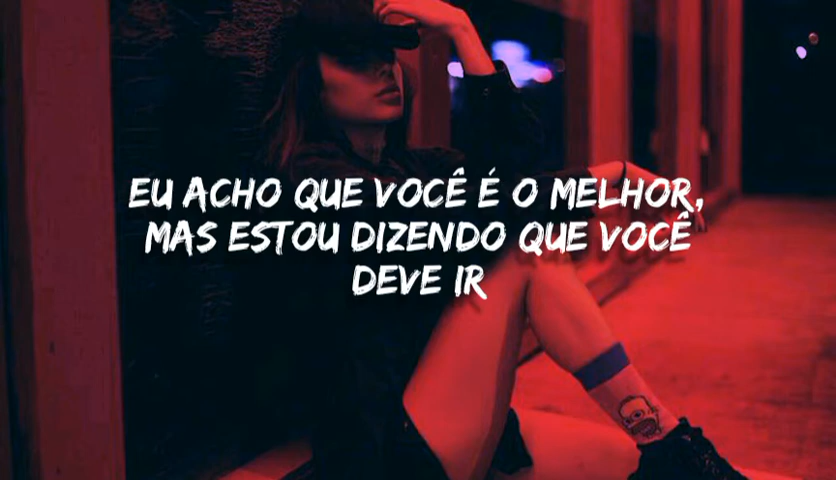 EU ACHO QUE VOCÊ É O MELHOR,
MAS ESTOU DIZENDO QUE VOCÊ
DEVE IR